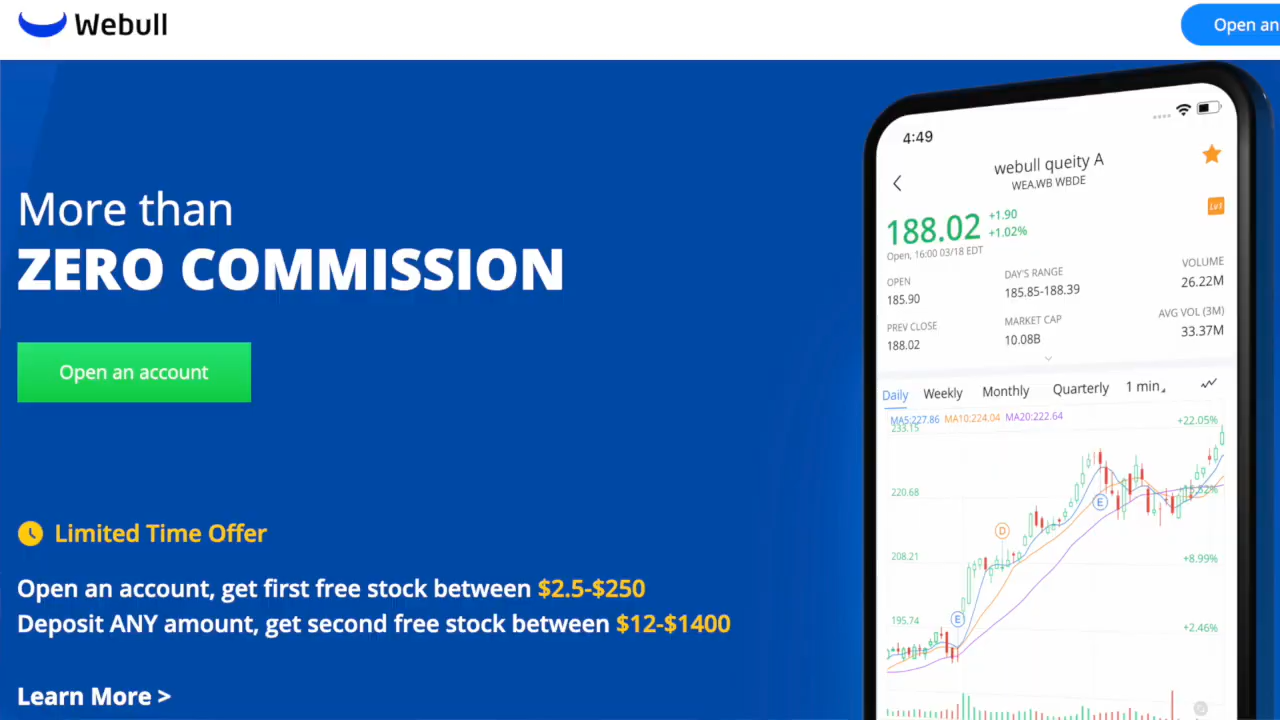 Webull
Open an
More than
ZERO COMMISSION
Open an account
Limited Time Offer
Open an account, get first free stock between $2.5-$250
Deposit ANY amount, get second free stock between $12-$1400
Learn More >
4:49
webull queity A
WEA.WB WBDE
188.02
+1.90
+1.02%
Open, 16:00 03/18 EDT
Lv1
OPEN
185.90
DAY'S RANGE
185.85-188.39
VOLUME
26.22M
PREV CLOSE
188.02
MARKET CAP
10.08B
AVG VOL (3M)
33.37M
Daily Weekly Monthly Quarterly 1 min
MA5:227.86 MA10:224.04 MA20:222.64
233.15
+22.05%
220.68
E
D
208.21
+8.99%
E
195.74
+2.46%